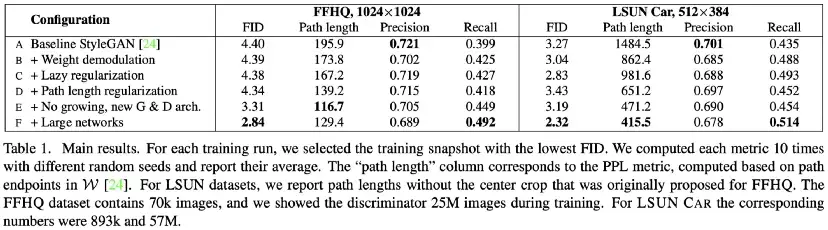 Configuration FFHQ, 1024×1024 LSUN Car, 512×384
FID Path length Precision Recall FID Path length Precision Recall
A Baseline StyleGAN [24] 4.40 195.9 0.721 0.399 3.27 1484.5 0.701 0.435
B + Weight demodulation 4.39 173.8 0.702 0.425 3.04 862.4 0.685 0.488
C + Lazy regularization 4.38 167.2 0.719 0.427 2.83 981.6 0.688 0.493
D + Path length regularization 4.34 139.2 0.715 0.418 3.43 651.2 0.697 0.452
E + No growing, new G & D arch. 3.31 116.7 0.705 0.449 3.19 471.2 0.690 0.454
F + Large networks 2.84 129.4 0.689 0.492 2.32 415.5 0.678 0.514
Table 1. Main results. For each training run, we selected the training snapshot with the lowest FID. We computed each metric 10 times
with different random seeds and report their average. The “path length” column corresponds to the PPL metric, computed based on path
endpoints in W [24]. For LSUN datasets, we report path lengths without the center crop that was originally proposed for FFHQ. The
FFHQ dataset contains 70k images, and we showed the discriminator 25M images during training. For LSUN CAR the corresponding
numbers were 893k and 57M.